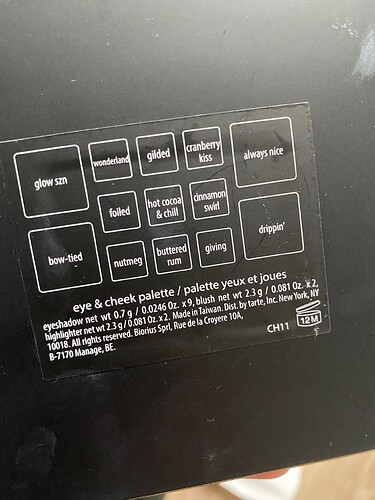 glow szn
wonderland
gilded
cranberry
kiss
always nice
foiled
hot cocoa
& chill
cinnamon
swirl
bow-tied
nutmeg
buttered
rum
giving
drippin'
eye & cheek palette / palette yeux et joues
eyeshadow net wt 0.7 g / 0.0246 Oz. x 9, blush net wt 2.3 g / 0.081 Oz. x 2,
highlighter net wt 2.3 g / 0.081 Oz. x 2. Made in Taiwan. Dist. by tarte, Inc. New York, NY
10018. All rights reserved. Biorius Sprl, Rue de la Croyere 10A,
B-7170 Manage, BE.
CH11
12M